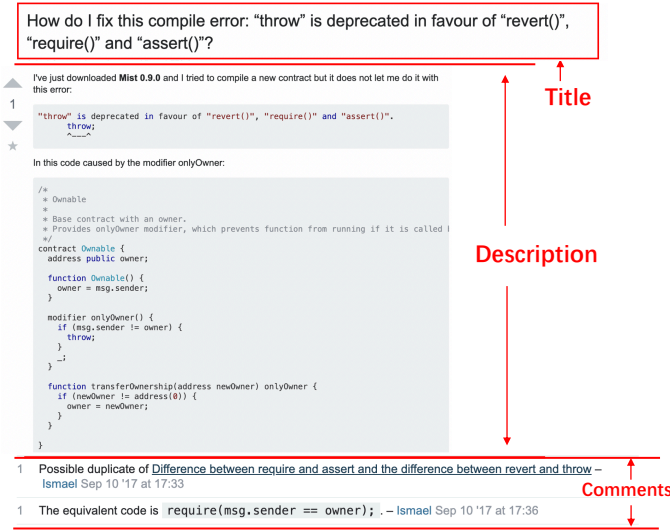 How do I fix this compile error: “throw” is deprecated in favour of “revert()”,
“require()” and “assert()”?
Title
I've just downloaded Mist 0.9.0 and I tried to compile a new contract but it does not let me do it with
this error:
1
"throw" is deprecated in favour of "revert()", "require()" and "assert()".
throw;
^---^
In this code caused by the modifier onlyOwner:
/*
* Ownable
*
* Base contract with an owner.
* Provides onlyOwner modifier, which prevents function from running if it is called
*/
contract Ownable {
address public owner;
function Ownable() {
owner = msg.sender;
}
modifier onlyOwner() {
if (msg.sender != owner) {
throw;
}
_;
}
function transferOwnership(address newOwner) onlyOwner {
if (newOwner != address(0)) {
owner = newOwner;
}
}
}
Description
1 Possible duplicate of Difference between require and assert and the difference between revert and throw –
Ismael Sep 10 '17 at 17:33
1 The equivalent code is require(msg.sender == owner); . – Ismael Sep 10 '17 at 17:36
Comments